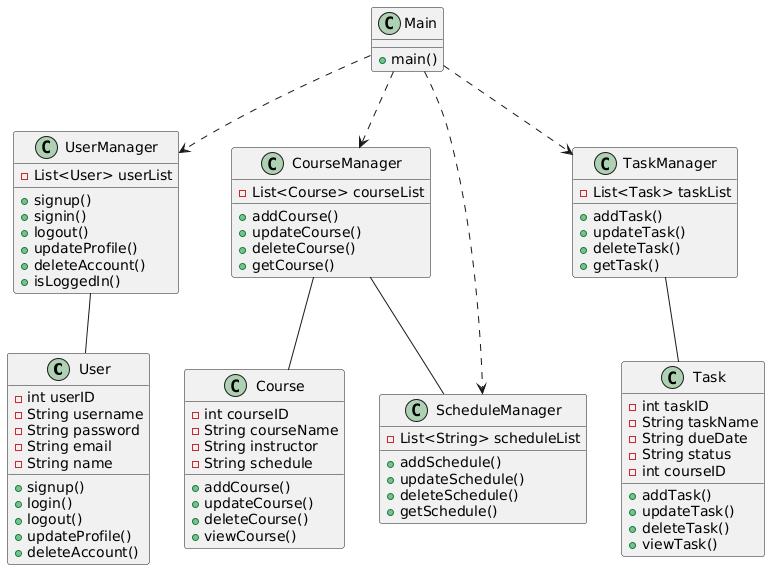 C Main
main()
C UserManager
List<User> userList
signup()
signin()
logout()
updateProfile()
deleteAccount()
isLoggedIn()
C CourseManager
List<Course> courseList
addCourse()
updateCourse()
deleteCourse()
getCourse()
C TaskManager
List<Task> taskList
addTask()
updateTask()
deleteTask()
getTask()
C User
int userID
String username
String password
String email
String name
signup()
login()
logout()
updateProfile()
deleteAccount()
C Course
int courseID
String courseName
String instructor
String schedule
addCourse()
updateCourse()
deleteCourse()
viewCourse()
C ScheduleManager
List<String> scheduleList
addSchedule()
updateSchedule()
deleteSchedule()
getSchedule()
C Task
int taskID
String taskName
String dueDate
String status
int courseID
addTask()
updateTask()
deleteTask()
viewTask()